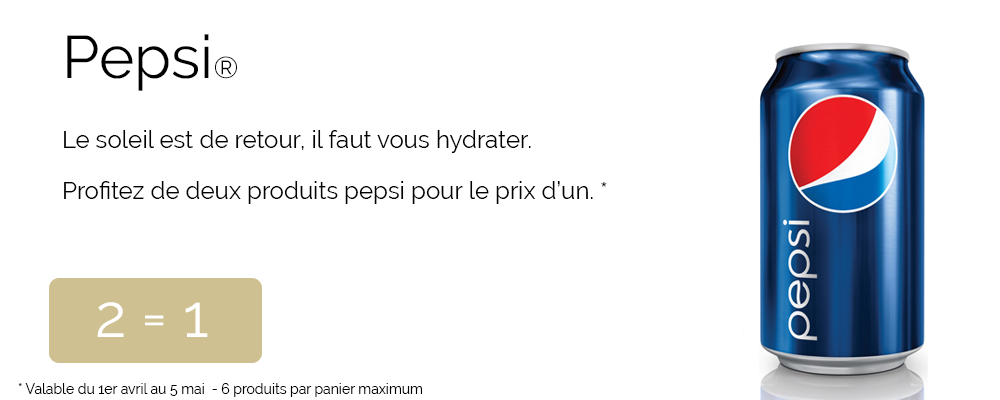 Pepsi®
Le soleil est de retour, il faut vous hydrater.
Profitez de deux produits pepsi pour le prix d'un. *
2 = 1
* Valable du 1er avril au 5 mai - 6 produits par panier maximum
pepsi